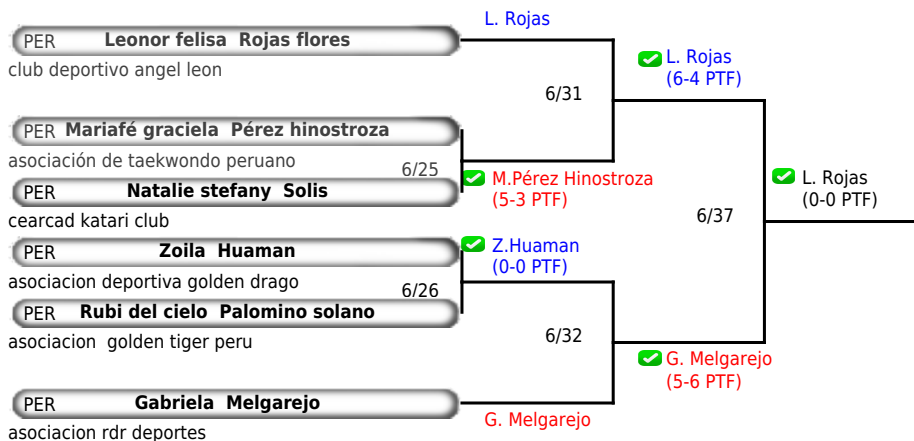 L. Rojas
PER Leonor felisa Rojas flores
club deportivo angel leon
L. Rojas
(6-4 PTF)
6/31
PER Mariafé graciela Pérez hinostroza
asociación de taekwondo peruano
6/25
M.Pérez Hinostroza
(5-3 PTF)
PER Natalie stefany Solis
cearcad katari club
L. Rojas
(0-0 PTF)
6/37
PER Zoila Huaman
asociacion deportiva golden drago
Z.Huaman
(0-0 PTF)
6/26
PER Rubi del cielo Palomino solano
asociacion golden tiger peru
6/32
G. Melgarejo
(5-6 PTF)
PER Gabriela Melgarejo
asociacion rdr deportes
G. Melgarejo